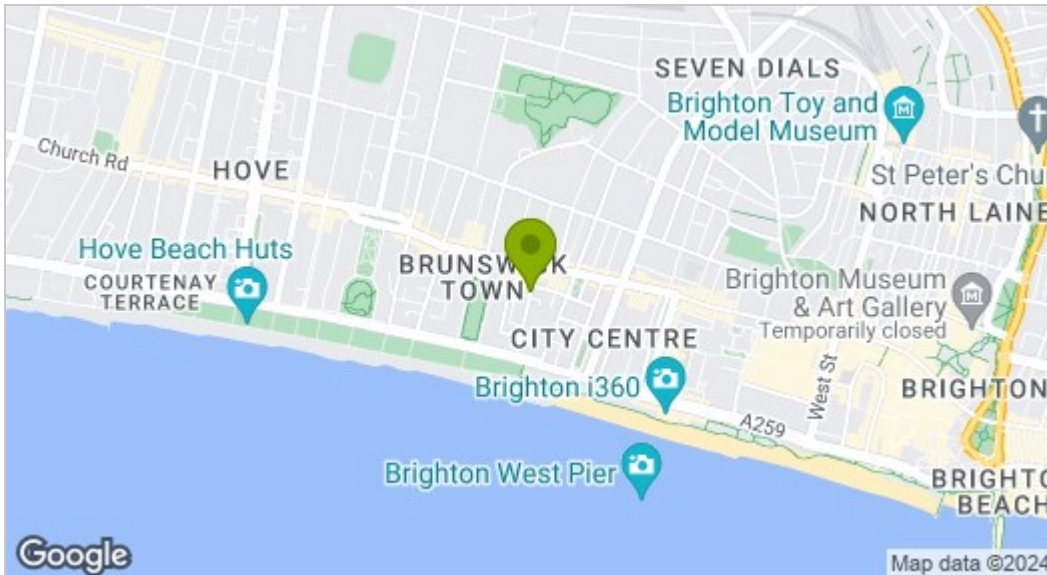 SEVEN DIALS
Brighton Toy and
Model Museum
Church Rd
HOVE
St Peter's Chu
NORTH LAINE
Hove Beach Huts
COURTENAY
TERRACE
BRUNSWICK
TOWN
Brighton Museum
& Art Gallery
Temporarily closed
CITY CENTRE
Brighton i360
West St
BRIGHTON
A259
Brighton West Pier
BRIGHTO
BEACH
Google
Map data ©2024